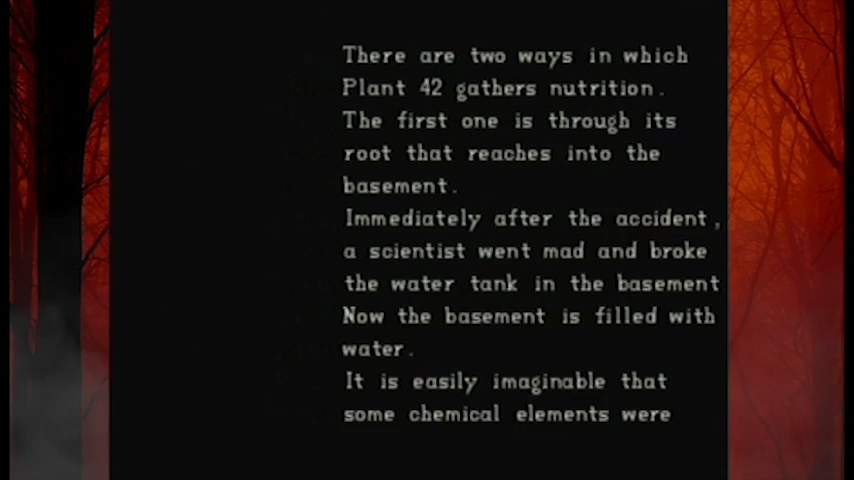 There are two ways in which
Plant 42 gathers nutrition.
The first one is through its
root that reaches into the
basement.
Immediately after the accident,
a scientist went mad and broke
the water tank in the basement
Now the basement is filled with
water.
It is easily imaginable that
some chemical elements were